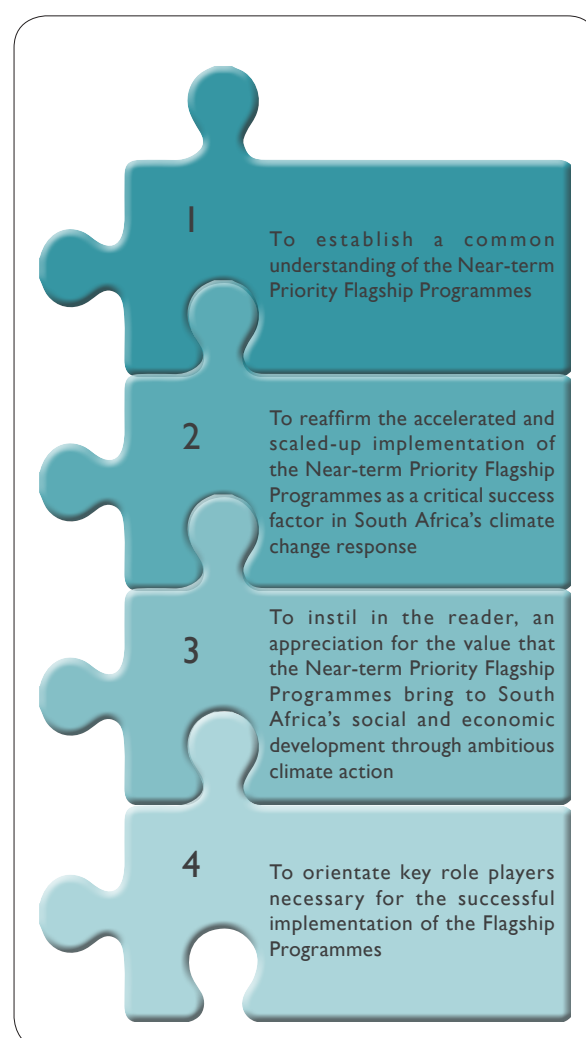 1
To establish a common
understanding of the Near-term
Priority Flagship Programmes
2
To reaffirm the accelerated and
scaled-up implementation of
the Near-term Priority Flagship
Programmes as a critical success
factor in South Africa's climate
change response
3
To instil in the reader, an
appreciation for the value that
the Near-term Priority Flagship
Programmes bring to South
Africa's social and economic
development through ambitious
climate action
4
To orientate key role players
necessary for the successful
implementation of the Flagship
Programmes